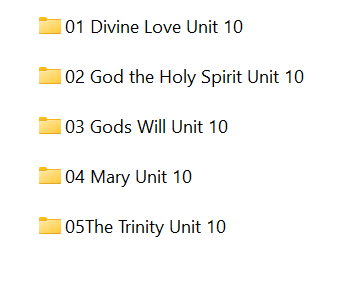 01 Divine Love Unit 10
02 God the Holy Spirit Unit 10
03 Gods Will Unit 10
04 Mary Unit 10
05The Trinity Unit 10